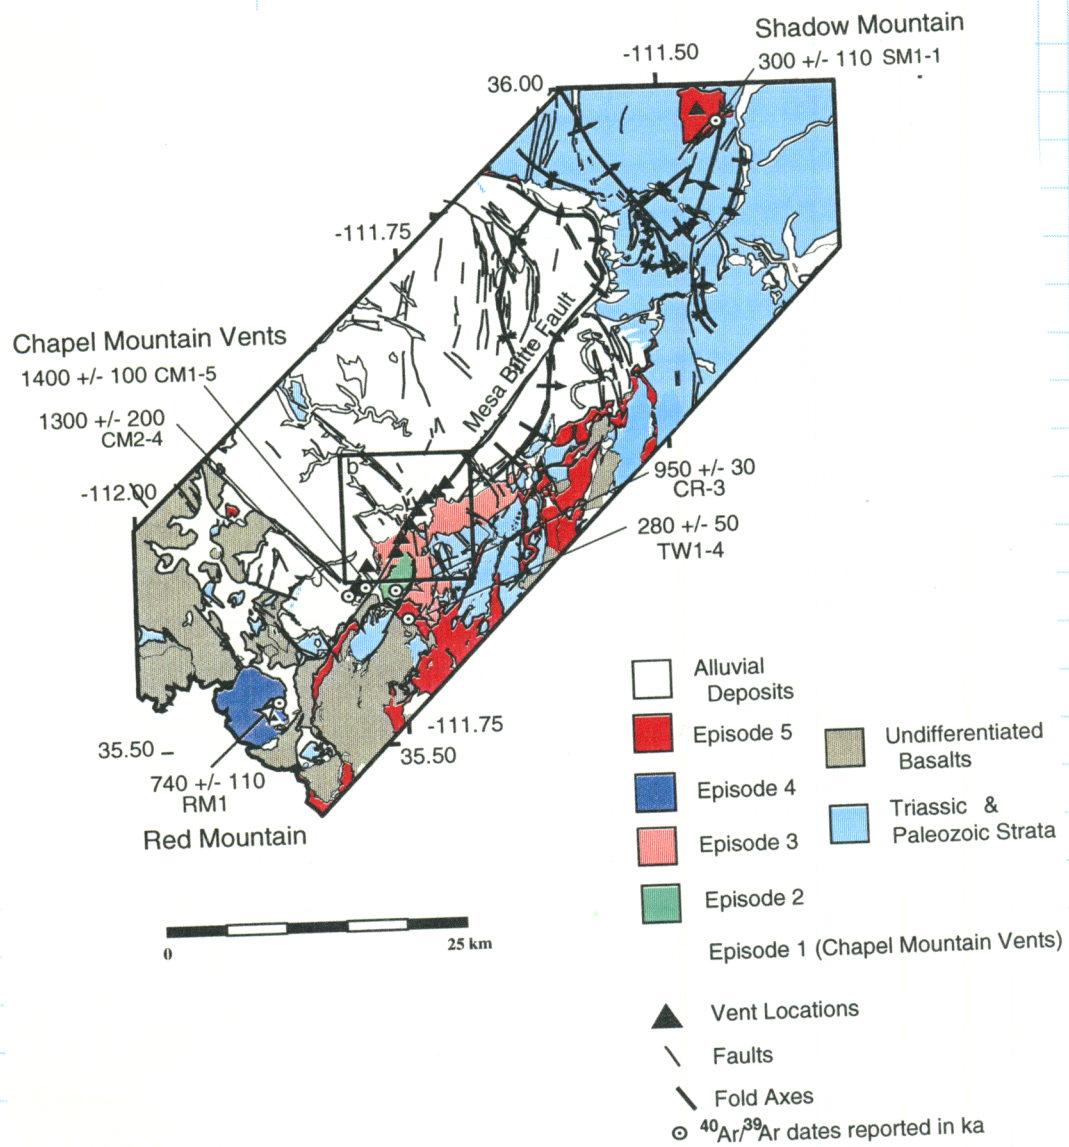 Shadow Mountain
300 +/- 110 SM1-1
-111.50
36.00
-111.75
Chapel Mountain Vents
1400 +/- 100 CM1-5
1300 +/- 200
CM2-4
-112.00
Mesa Butte Fault
b
950 +/- 30
CR-3
280 +/- 50
TW1-4
-111.75
35.50
35.50
740 +/- 110
RM1
Red Mountain
0
25 km
Alluvial
Deposits
Episode 5
Episode 4
Episode 3
Episode 2
Episode 1 (Chapel Mountain Vents)
Undifferentiated
Basalts
Triassic &
Paleozoic Strata
Vent Locations
Faults
Fold Axes
⁴⁰Ar/³⁹Ar dates reported in ka